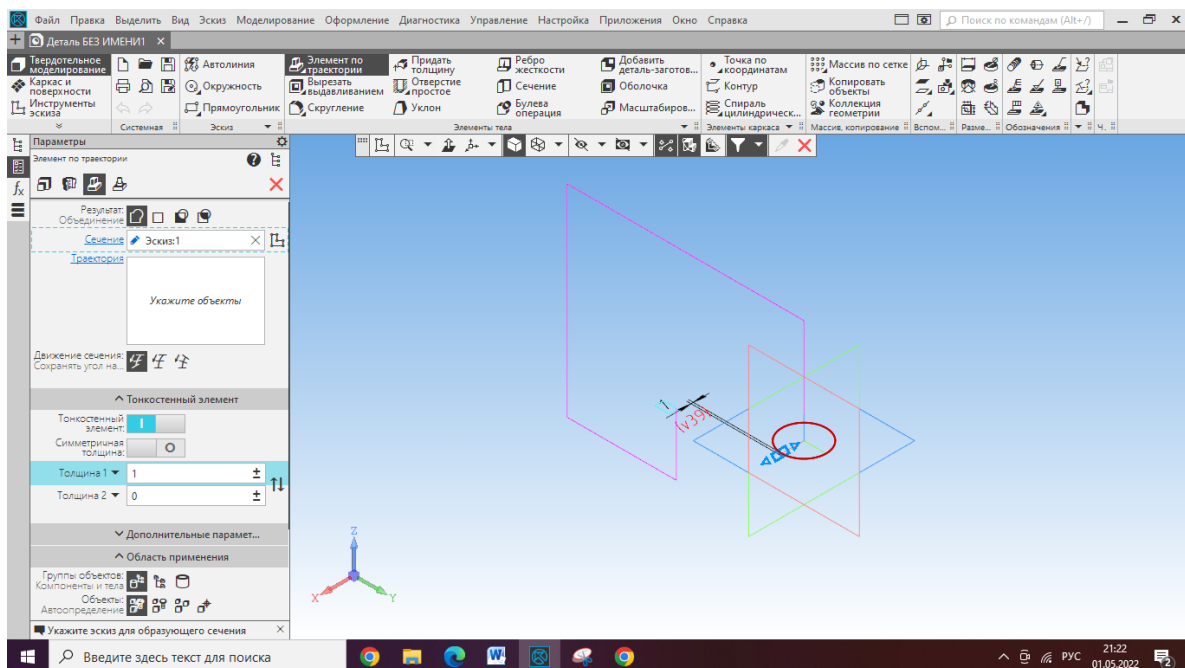 Файл Правка Выделить Вид Эскиз Моделирование Оформление Диагностика Управление Настройка Приложения Окно Справка
Поиск по командам (Alt+/)
Деталь БЕЗ ИМЕНИ1
Твердотельное моделирование
Каркас и поверхности
Инструменты эскиза
Системная
Автолиния
Окружность
Прямоугольник
Эскиз
Элемент по траектории
Вырезать выдавливанием
Скругление
Придать толщину
Отверстие простое
Уклон
Ребро жесткости
Сечение
Булева операция
Добавить деталь-заготов...
Оболочка
Масштабиров...
Элементы тела
Точка по координатам
Контур
Спираль цилиндрическ...
Элементы каркаса
Массив по сетке
Копировать объекты
Коллекция геометрии
Массив, копирование
Вспом...
Разме...
Обозначения
Ч.
Параметры
Элемент по траектории
fx
Результат:
Объединение
Сечение
Эскиз:1
Траектория
Укажите объекты
Движение сечения:
Сохранять угол на...
Тонкостенный элемент
Тонкостенный
элемент:
Симметричная
толщина:
Толщина 1
1
Толщина 2
0
Дополнительные парамет...
Область применения
Группы объектов:
Компоненты и тела
Объекты:
Автоопределение
Укажите эскиз для образующего сечения
1
(v39)
Z
X
Y
Введите здесь текст для поиска
РУС
21:22
01.05.2022
2